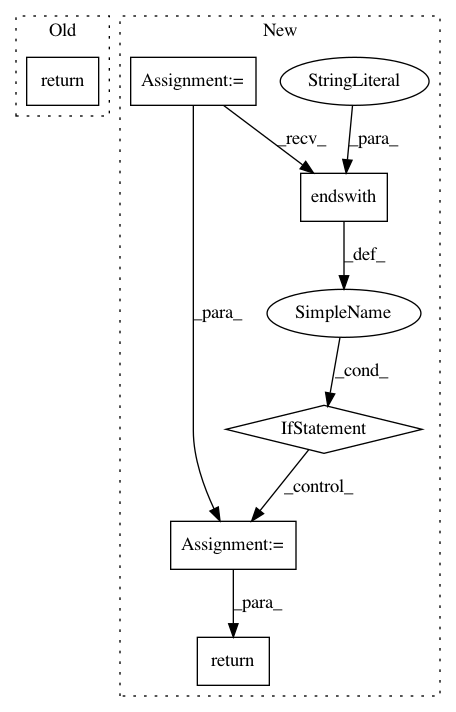 Old
New
return
Assignment:=
StringLiteral
_recv_
_para_
endswith
_def_
_para_
SimpleName
_cond_
IfStatement
_control_
Assignment:=
_para_
return